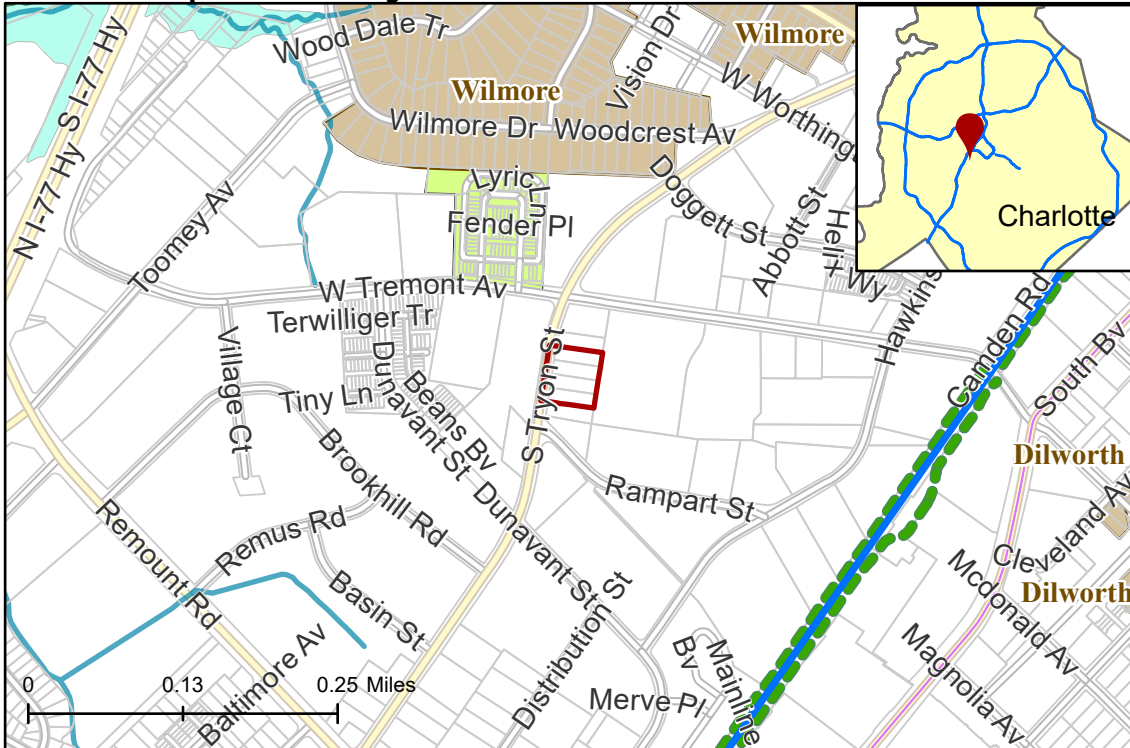 Wood Dale Tr
Wilmore
Wilmore
Vision Dr
W Worthingt
Charlotte
N I-77 Hy S I-77 Hy
Wilmore Dr
Woodcrest Av
Toomey Av
Lyric Ln
Fender Pl
Doggett St
Abbott St
Helix Wy
W Tremont Av
Terwilliger Tr
Hawkins
Camden Rd
South Bv
Village Ct
Tiny Ln
Dunavant St
Beans Bv
S Tryon St
Brookhill Rd
Dunavant St
Rampart St
Dilworth
Cleveland Av
Remount Rd
Remus Rd
Basin St
Distribution St
Mcdonald Av
Dilworth
Magnolia Av
Baltimore Av
Merve Pl
Mainline Bv
0 0.13 0.25 Miles